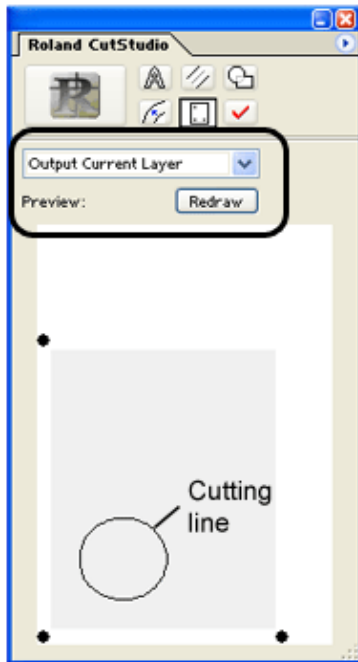 Roland CutStudio
Output Current Layer
Preview:
Redraw
Cutting
line